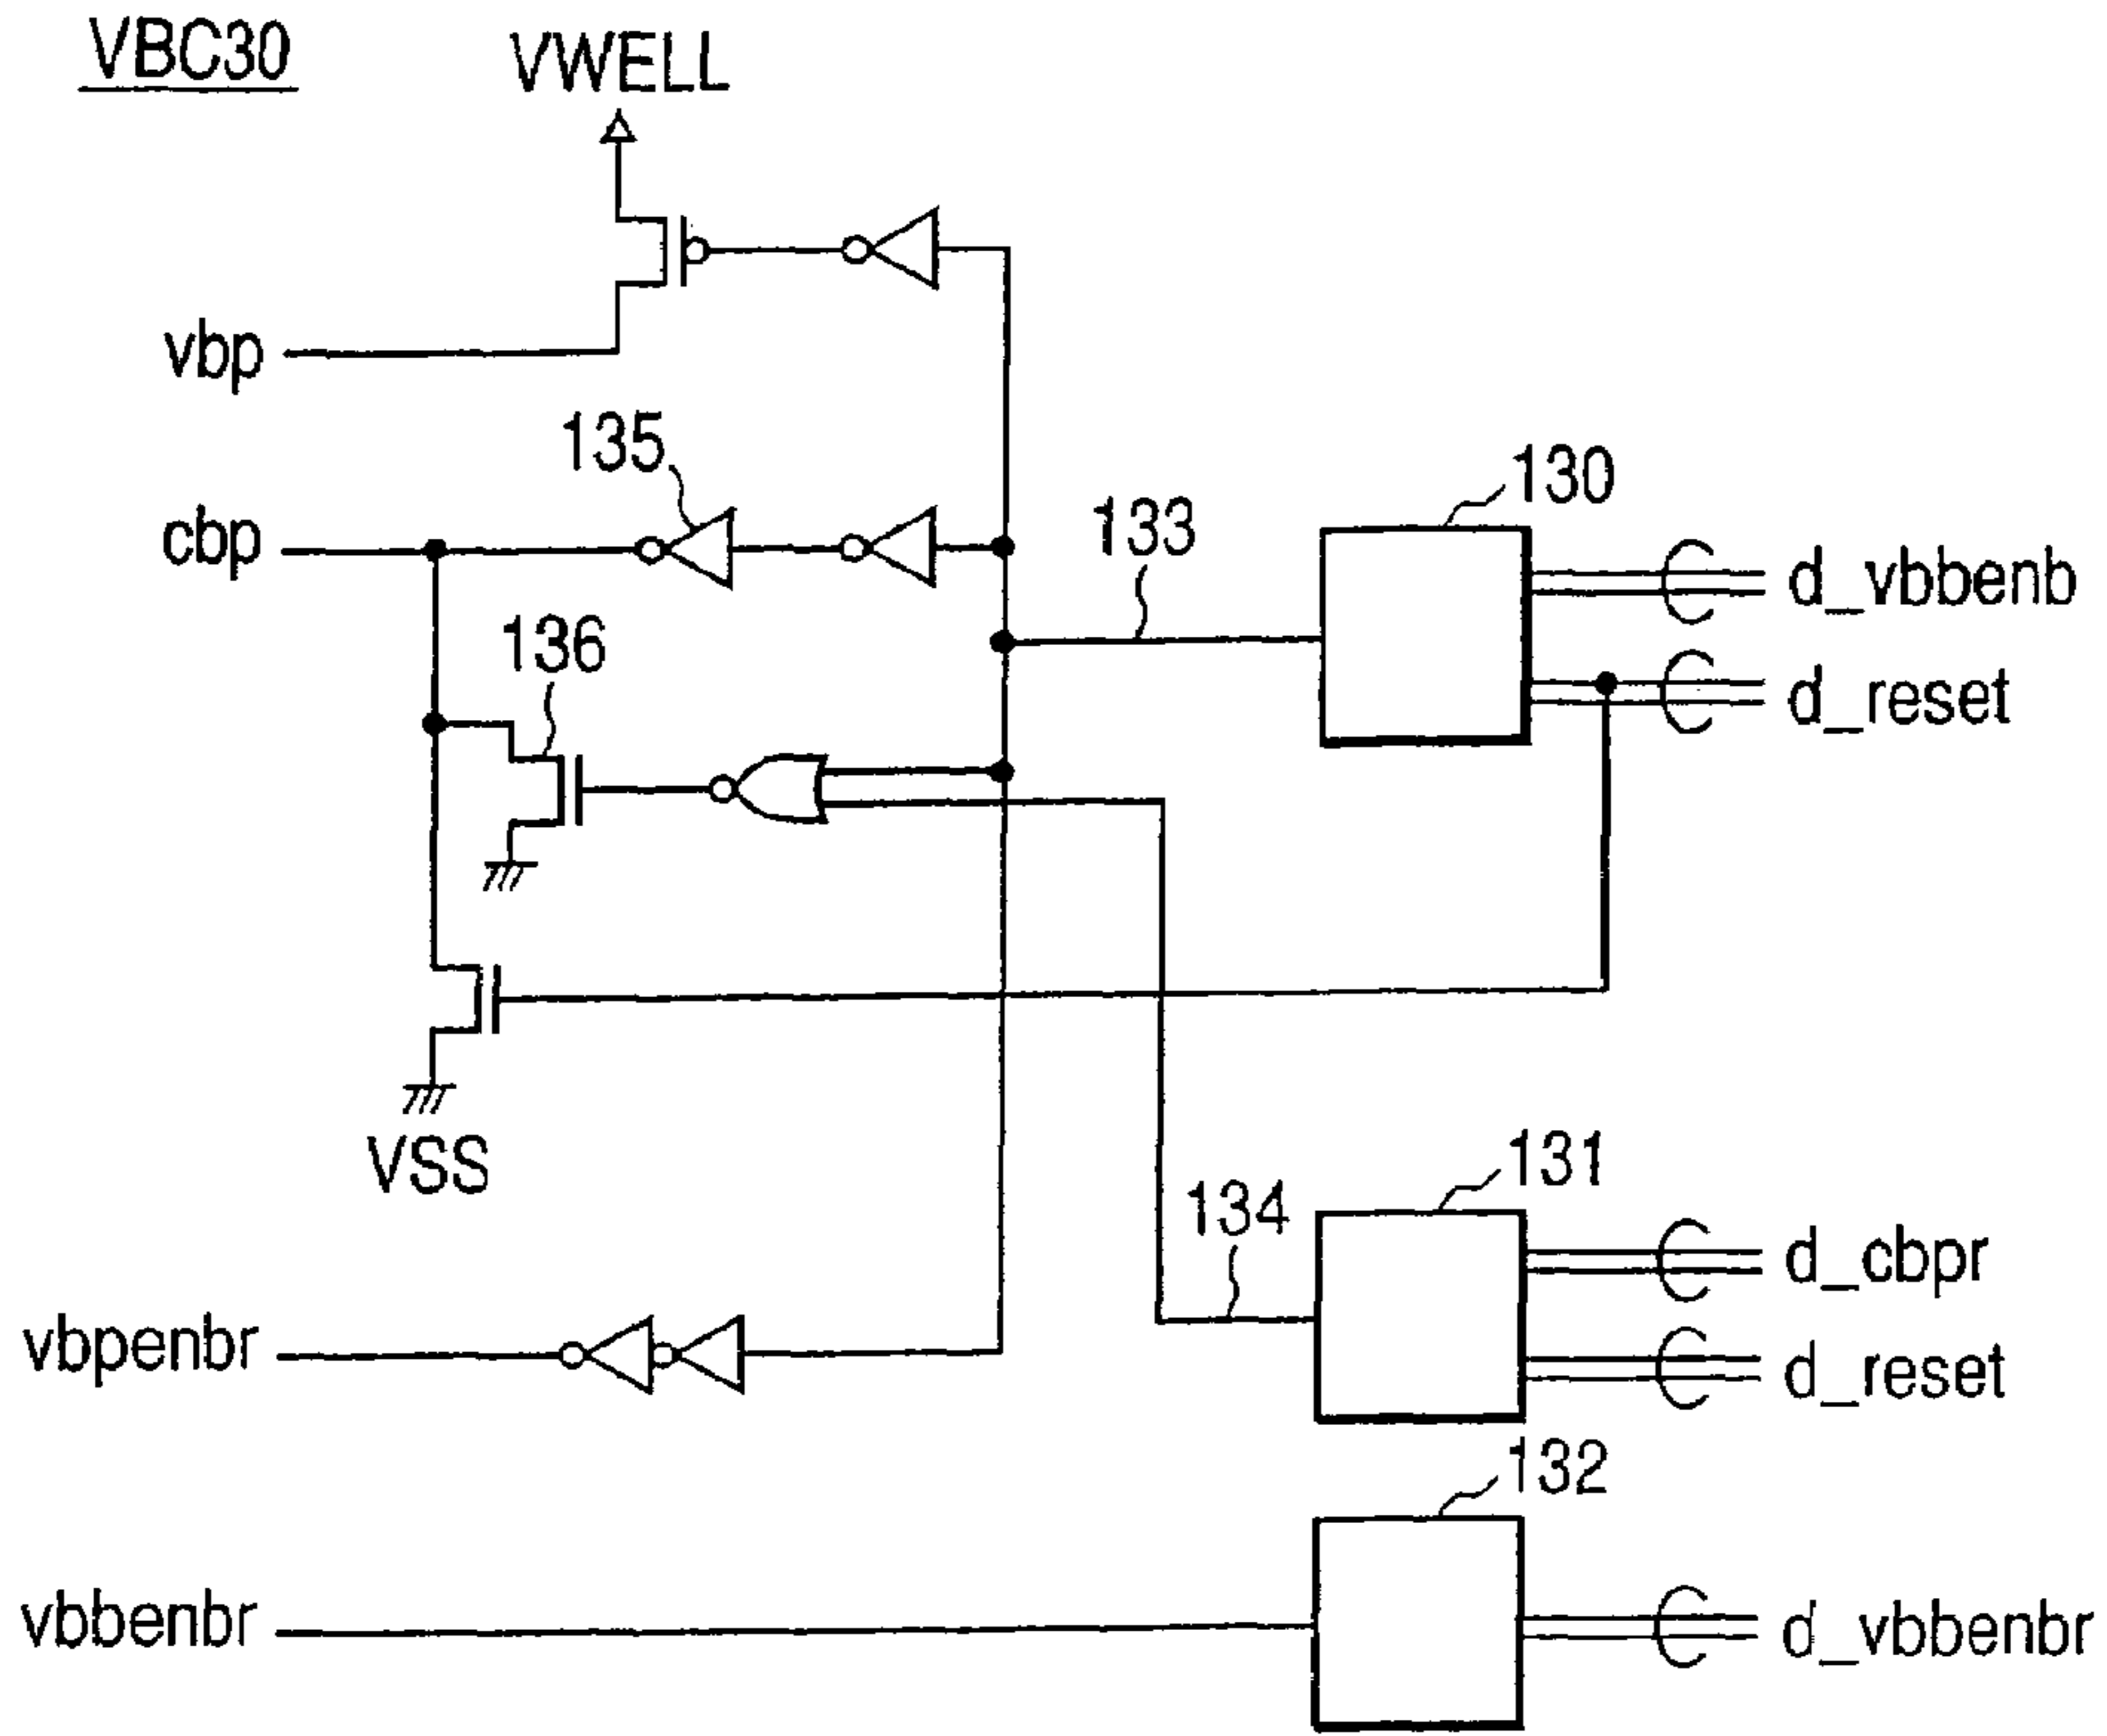 VBC30
VWELL
vbp
135
130
cbp
133
d_vbbenb
136
d_reset
VSS
131
134
d_cbpr
vbpenbr
d_reset
132
vbbenbr
d_vbbenbr